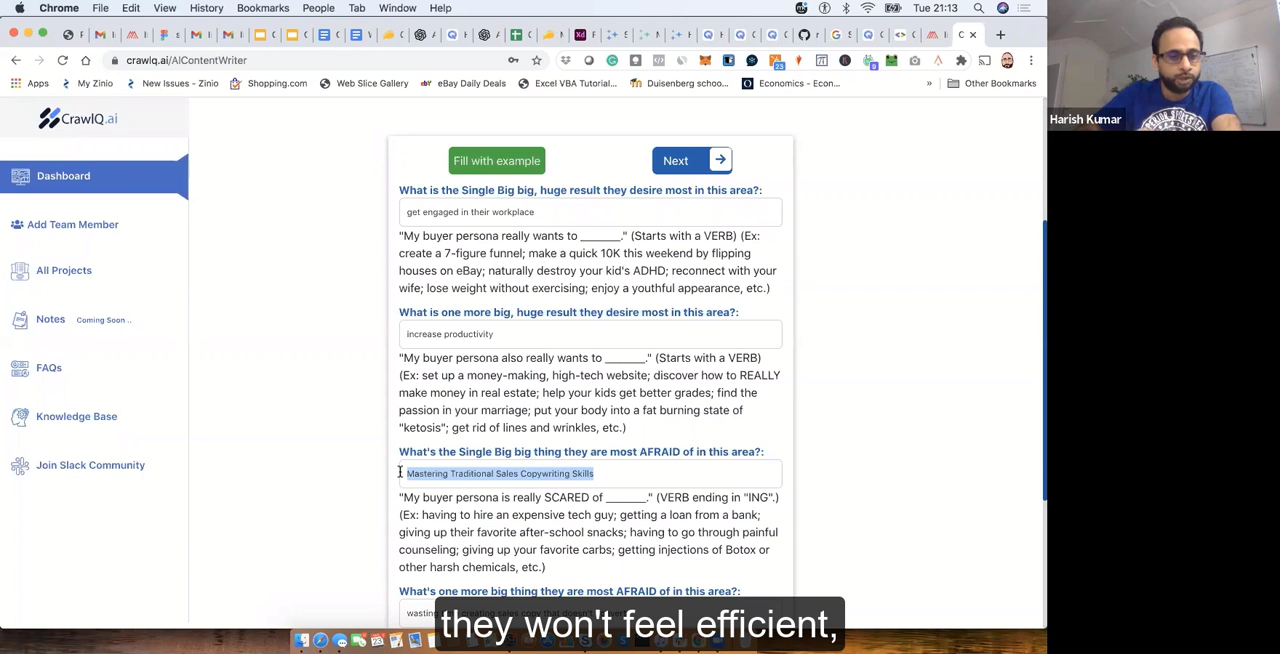 Chrome File Edit View History Bookmarks People Tab Window Help Tue 21:13
crawlq.ai/AIContentWriter
Apps My Zinio New Issues - Zinio Shopping.com Web Slice Gallery eBay Daily Deals Excel VBA Tutorial... Duisenberg schoo... Economics - Econ... » Other Bookmarks
CrawlQ.ai
Harish Kumar
Fill with example Next
Dashboard
Add Team Member
All Projects
Notes Coming Soon ..
FAQs
Knowledge Base
Join Slack Community
What is the Single Big big, huge result they desire most in this area?:
get engaged in their workplace
"My buyer persona really wants to ______." (Starts with a VERB) (Ex:
create a 7-figure funnel; make a quick 10K this weekend by flipping
houses on eBay; naturally destroy your kid's ADHD; reconnect with your
wife; lose weight without exercising; enjoy a youthful appearance, etc.)
What is one more big, huge result they desire most in this area?:
increase productivity
"My buyer persona also really wants to ______." (Starts with a VERB)
(Ex: set up a money-making, high-tech website; discover how to REALLY
make money in real estate; help your kids get better grades; find the
passion in your marriage; put your body into a fat burning state of
"ketosis"; get rid of lines and wrinkles, etc.)
What's the Single Big big thing they are most AFRAID of in this area?:
Mastering Traditional Sales Copywriting Skills
"My buyer persona is really SCARED of ______." (VERB ending in "ING".)
(Ex: having to hire an expensive tech guy; getting a loan from a bank;
giving up their favorite after-school snacks; having to go through painful
counseling; giving up your favorite carbs; getting injections of Botox or
other harsh chemicals, etc.)
What's one more big thing they are most AFRAID of in this area?:
creating sales copy that doesn't
they won't feel efficient,